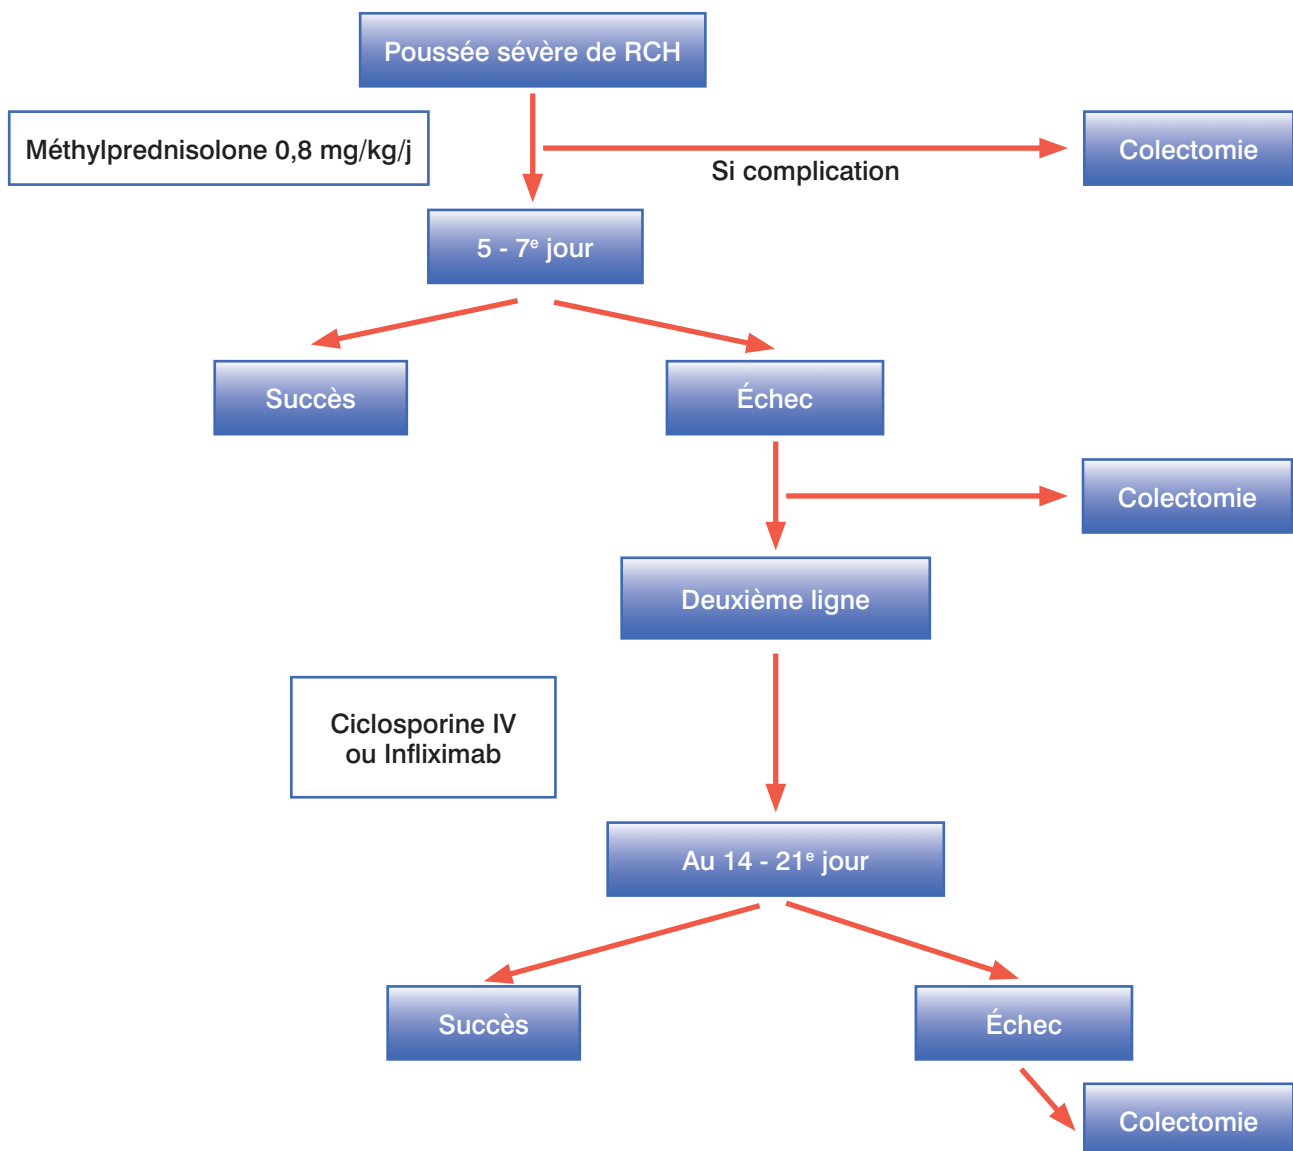 Poussée sévère de RCH
Méthylprednisolone 0,8 mg/kg/j
Si complication
Colectomie
5 - 7e jour
Succès
Échec
Colectomie
Deuxième ligne
Ciclosporine IV
ou Infliximab
Au 14 - 21e jour
Succès
Échec
Colectomie